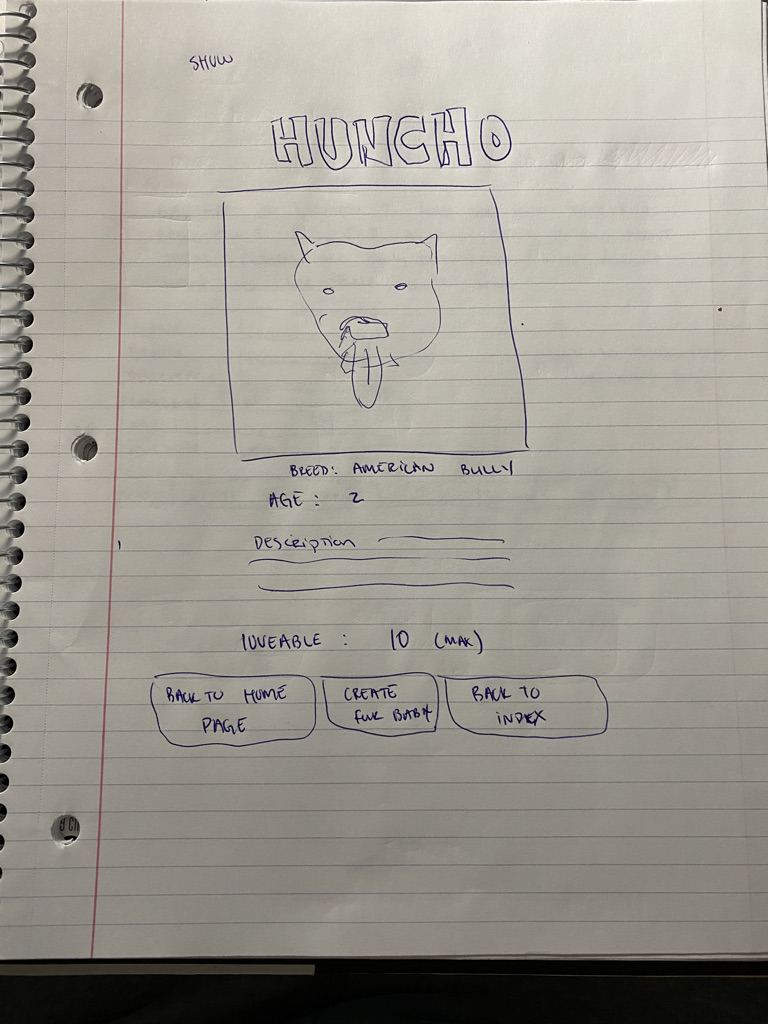 SHOW
HUNCHO
BREED: AMERICAN BULLY
AGE : 2
DEscription
LOVEABLE : 10 (MAX)
BACK TO HOME
PAGE
CREATE
FUR BABY
BACK TO
INDEX